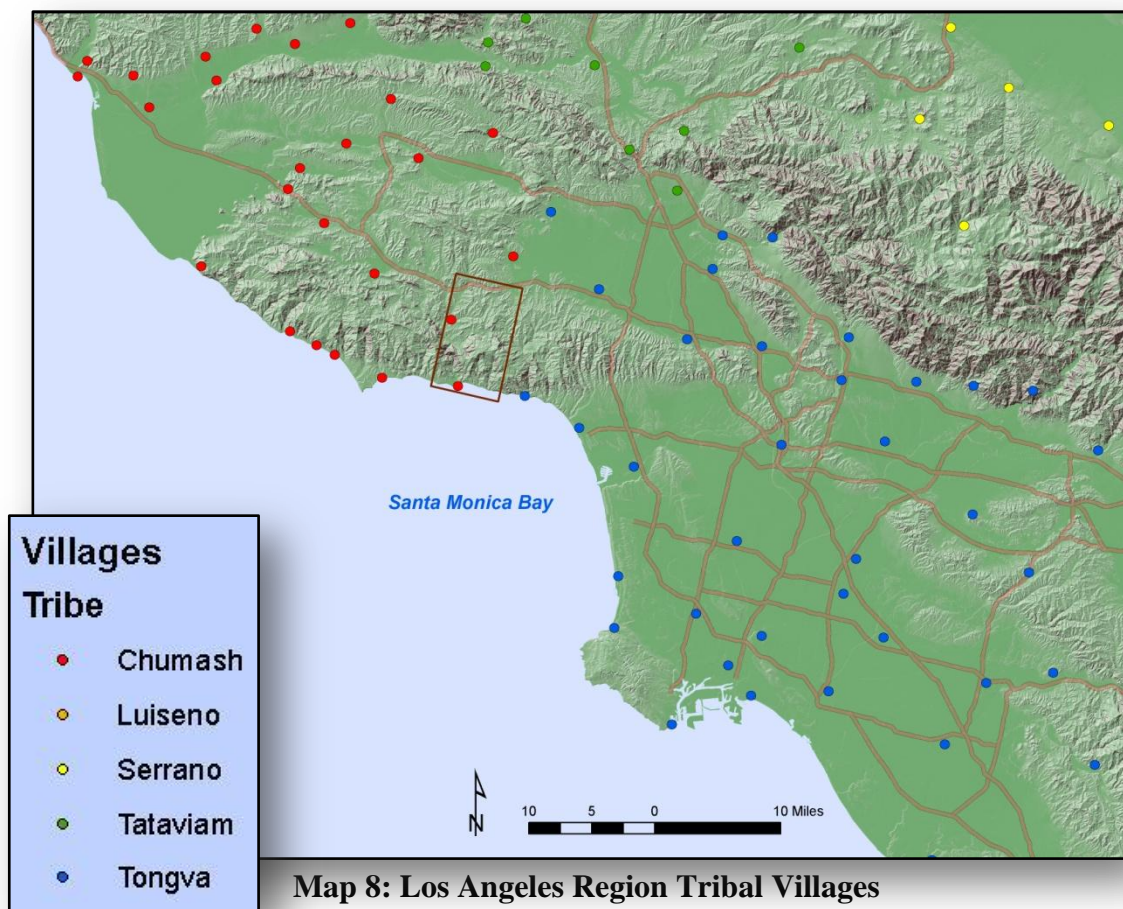 Santa Monica Bay
Villages
Tribe
Chumash
Luiseno
Serrano
Tataviam
Tongva
N
10 5 0 10 Miles
Map 8: Los Angeles Region Tribal Villages